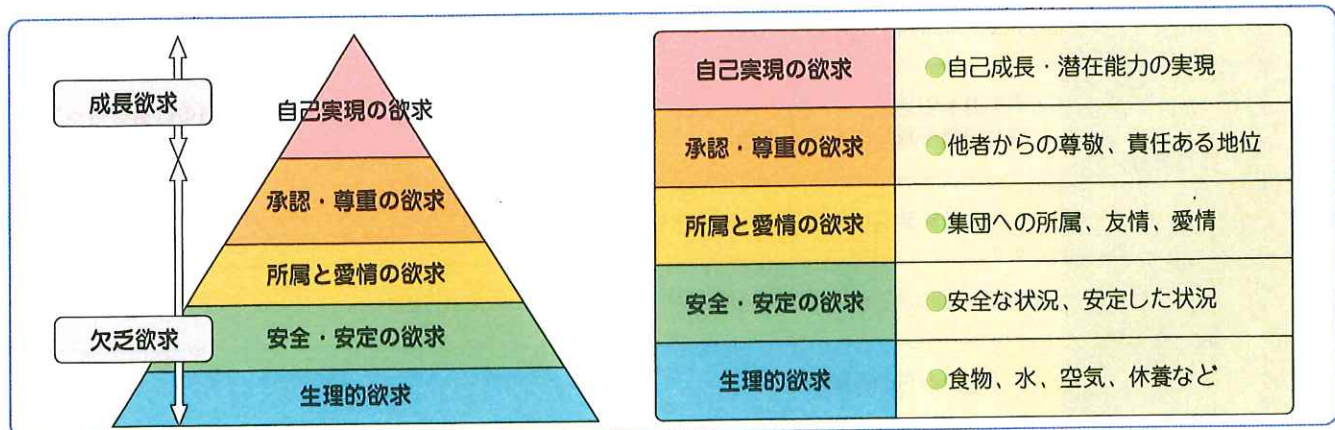 成長欲求
欠乏欲求
自己実現の欲求
承認・尊重の欲求
所属と愛情の欲求
安全・安定の欲求
生理的欲求
自己実現の欲求 ●自己成長・潜在能力の実現
承認・尊重の欲求 ●他者からの尊敬、責任ある地位
所属と愛情の欲求 ●集団への所属、友情、愛情
安全・安定の欲求 ●安全な状況、安定した状況
生理的欲求 ●食物、水、空気、休養など